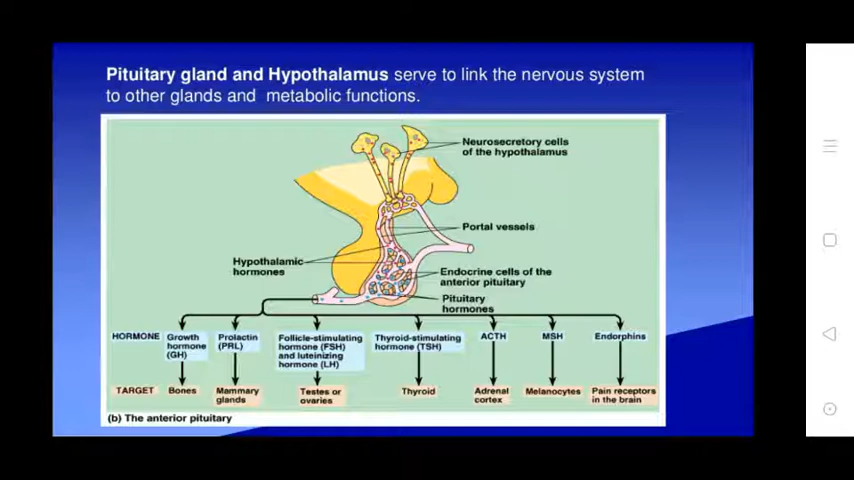 Pituitary gland and Hypothalamus serve to link the nervous system
to other glands and metabolic functions.
Neurosecretory cells
of the hypothalamus
Portal vessels
Hypothalamic
hormones
Endocrine cells of the
anterior pituitary
Pituitary
hormones
HORMONE
Growth
hormone
(GH)
Prolactin
(PRL)
Follicle-stimulating
hormone (FSH)
and luteinizing
hormone (LH)
Thyroid-stimulating
hormone (TSH)
ACTH
MSH
Endorphins
TARGET
Bones
Mammary
glands
Testes or
ovaries
Thyroid
Adrenal
cortex
Melanocytes
Pain receptors
in the brain
(b) The anterior pituitary